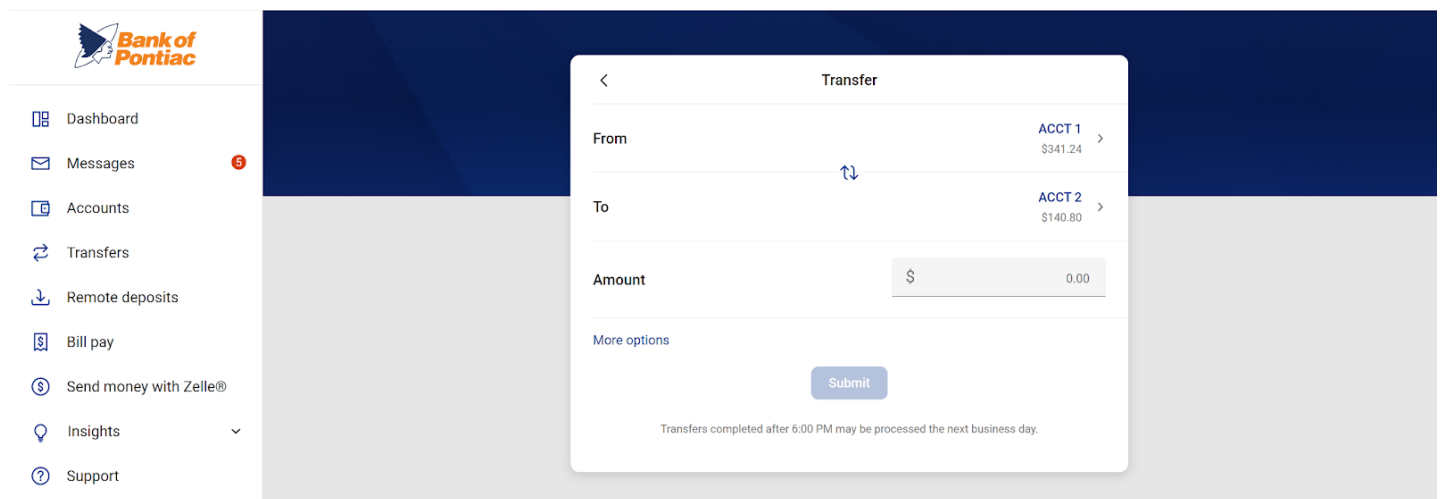 Bank of
Pontiac
Dashboard
Messages 5
Accounts
Transfers
Remote deposits
Bill pay
Send money with Zelle®
Insights
Support
Transfer
From ACCT 1
$341.24
To ACCT 2
$140.80
Amount $ 0.00
More options
Submit
Transfers completed after 6:00 PM may be processed the next business day.